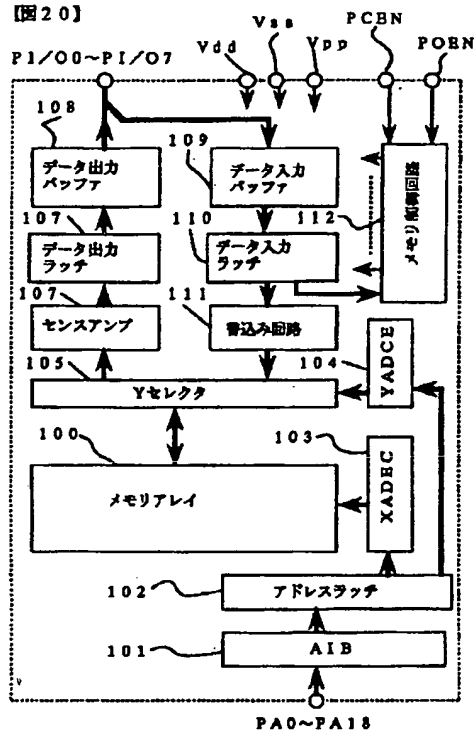 【図20】
PI/O0～PI/O7
Vdd
Vss
Vpp
PCEN
POEN
108
データ出力
バッファ
109
データ入力
バッファ
107
データ出力
ラッチ
110
データ入力
ラッチ
112
メモリ制御回路
107
センスアンプ
111
書込み回路
105
Yセレクタ
104
YADCE
100
メモリアレイ
103
XADEC
102
アドレスラッチ
101
AIB
PA0～PA18